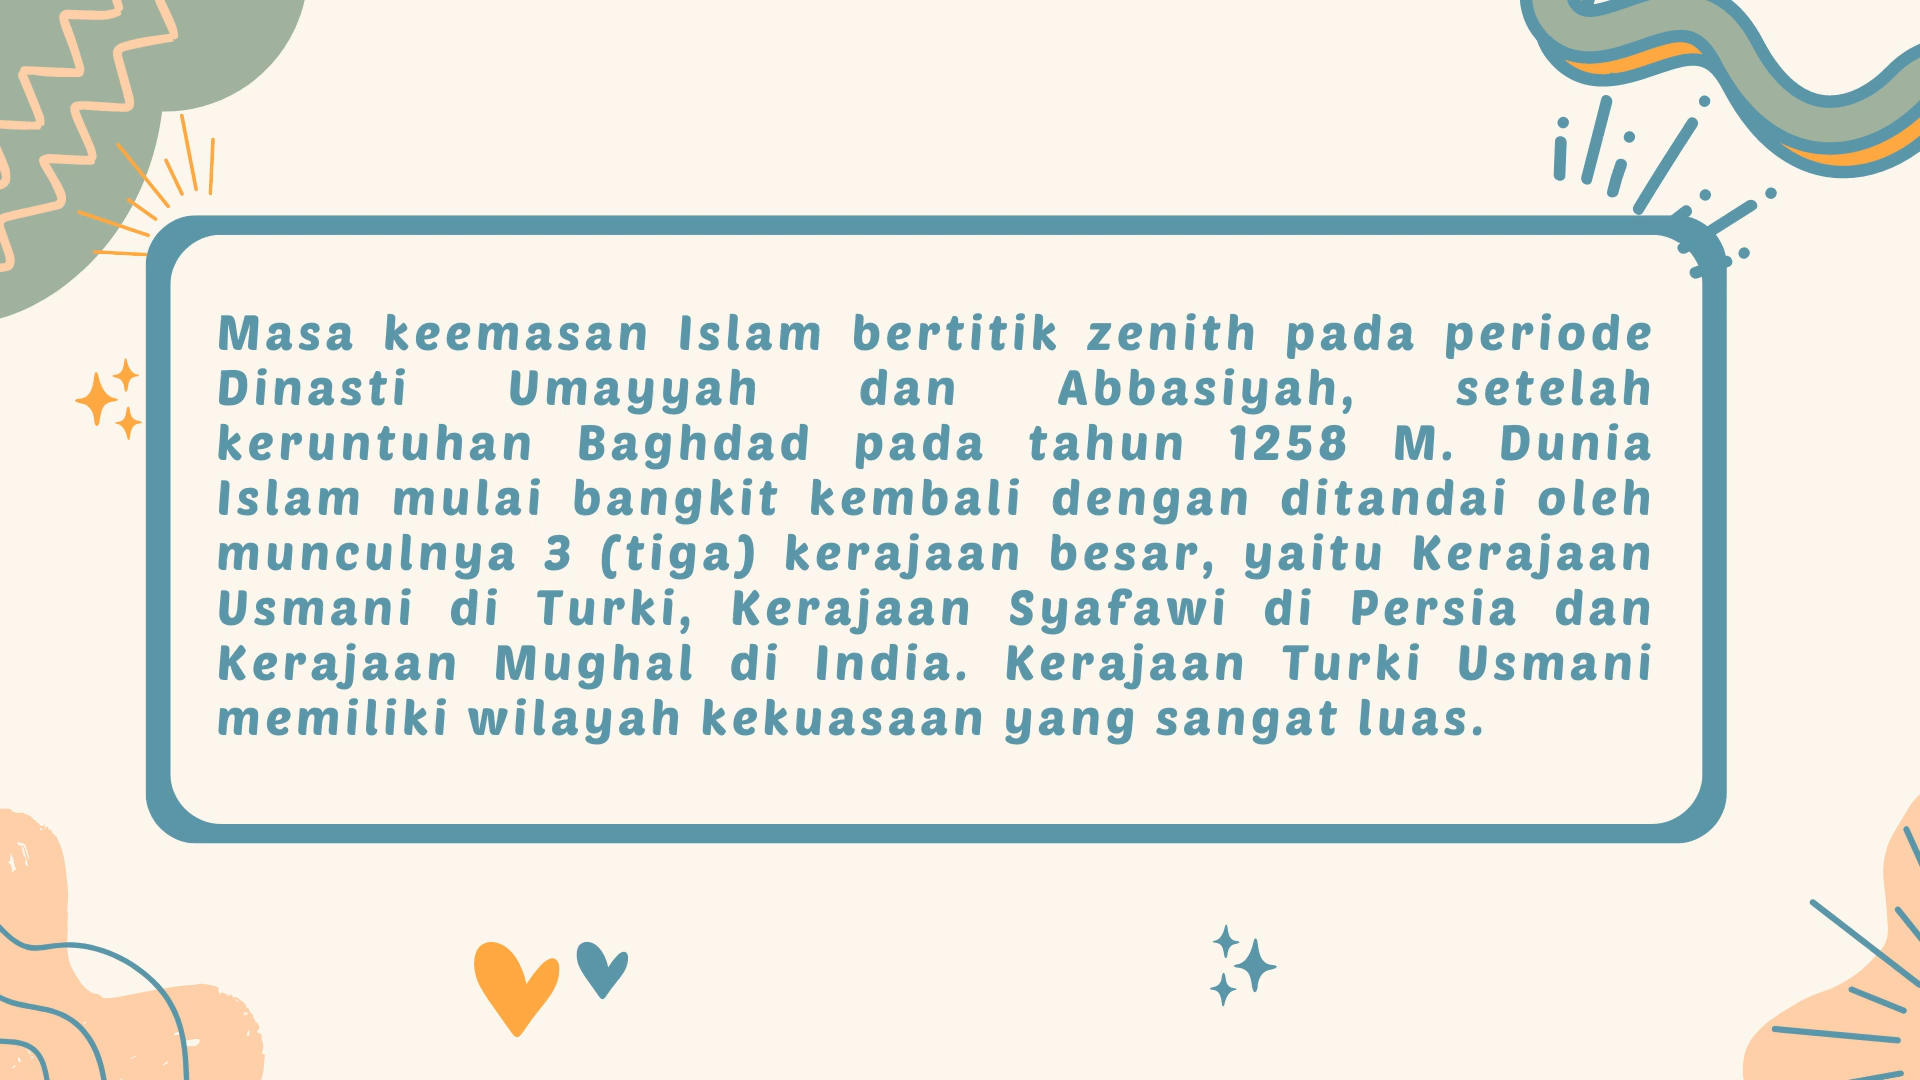 Masa keemasan Islam bertitik zenith pada periode
Dinasti Umayyah dan Abbasiyah, setelah
keruntuhan Baghdad pada tahun 1258 M. Dunia
Islam mulai bangkit kembali dengan ditandai oleh
munculnya 3 (tiga) kerajaan besar, yaitu Kerajaan
Usmani di Turki, Kerajaan Syafawi di Persia dan
Kerajaan Mughal di India. Kerajaan Turki Usmani
memiliki wilayah kekuasaan yang sangat luas.